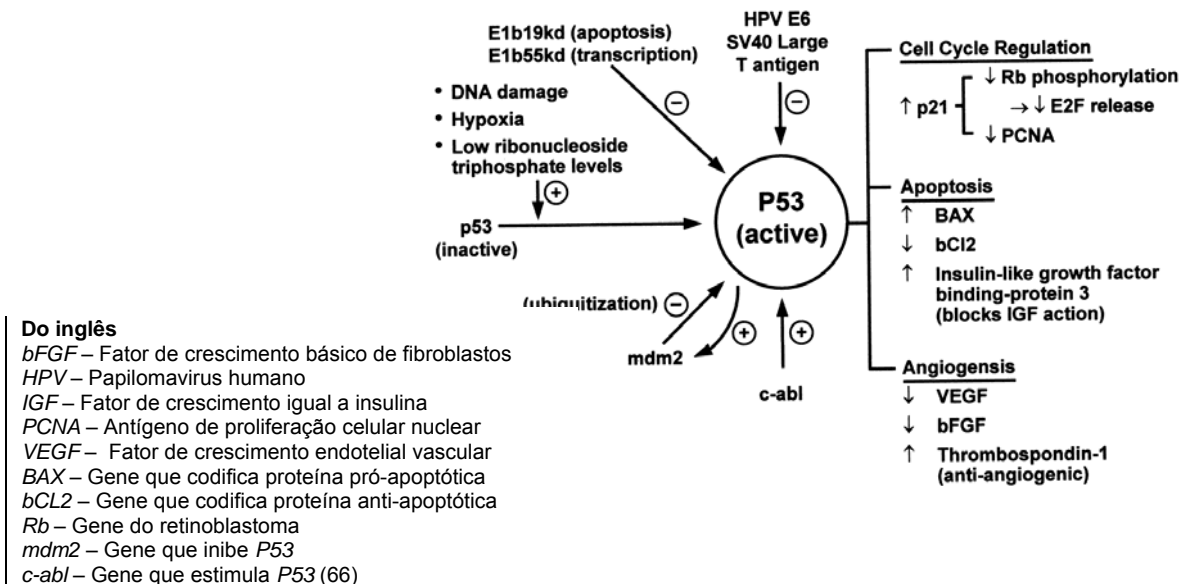 E1b19kd (apoptosis)
E1b55kd (transcription)
HPV E6
SV40 Large
T antigen
• DNA damage
• Hypoxia
• Low ribonucleoside
triphosphate levels
p53
(inactive)
P53
(active)
(ubiquitization)
mdm2
c-abl
Cell Cycle Regulation
↑ p21
↓ Rb phosphorylation
→ ↓ E2F release
↓ PCNA
Apoptosis
↑ BAX
↓ bCl2
↑ Insulin-like growth factor
binding-protein 3
(blocks IGF action)
Angiogensis
↓ VEGF
↓ bFGF
↑ Thrombospondin-1
(anti-angiogenic)
Do inglês
bFGF – Fator de crescimento básico de fibroblastos
HPV – Papilomavirus humano
IGF – Fator de crescimento igual a insulina
PCNA – Antígeno de proliferação celular nuclear
VEGF – Fator de crescimento endotelial vascular
BAX – Gene que codifica proteína pró-apoptótica
bCL2 – Gene que codifica proteína anti-apoptótica
Rb – Gene do retinoblastoma
mdm2 – Gene que inibe P53
c-abl – Gene que estimula P53 (66)